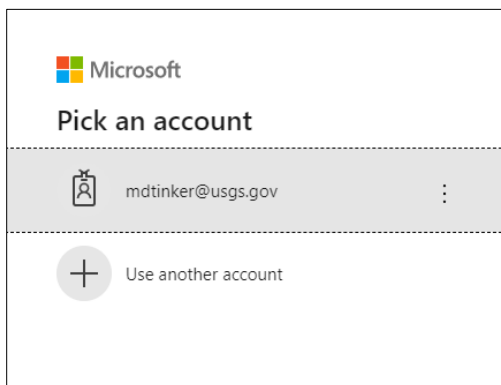 Microsoft
Pick an account
mdtinker@usgs.gov
Use another account